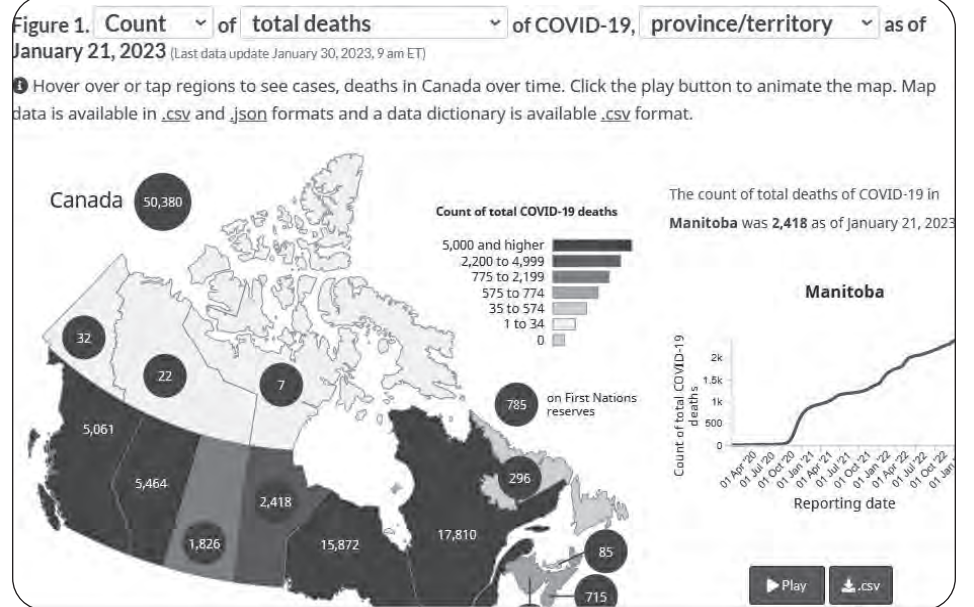 Figure 1. Count of total deaths of COVID-19, province/territory as of
January 21, 2023 (Last data update January 30, 2023, 9 am ET)
Hover over or tap regions to see cases, deaths in Canada over time. Click the play button to animate the map. Map
data is available in .csv and .json formats and a data dictionary is available .csv format.
Canada 50,380
Count of total COVID-19 deaths
5,000 and higher
2,200 to 4,999
775 to 2,199
575 to 774
35 to 574
1 to 34
0
32
22
7
785 on First Nations
reserves
5,061
5,464
1,826
2,418
15,872
17,810
296
85
715
The count of total deaths of COVID-19 in
Manitoba was 2,418 as of January 21, 2023
Manitoba
Count of total COVID-19
deaths
2k
1.5k
1k
500
0
01 Apr '20
01 Jul '20
01 Oct '20
01 Jan '21
01 Apr '21
01 Jul '21
01 Oct '21
01 Jan '22
01 Apr '22
01 Jul '22
01 Oct '22
01 Jan
Reporting date
Play
.csv